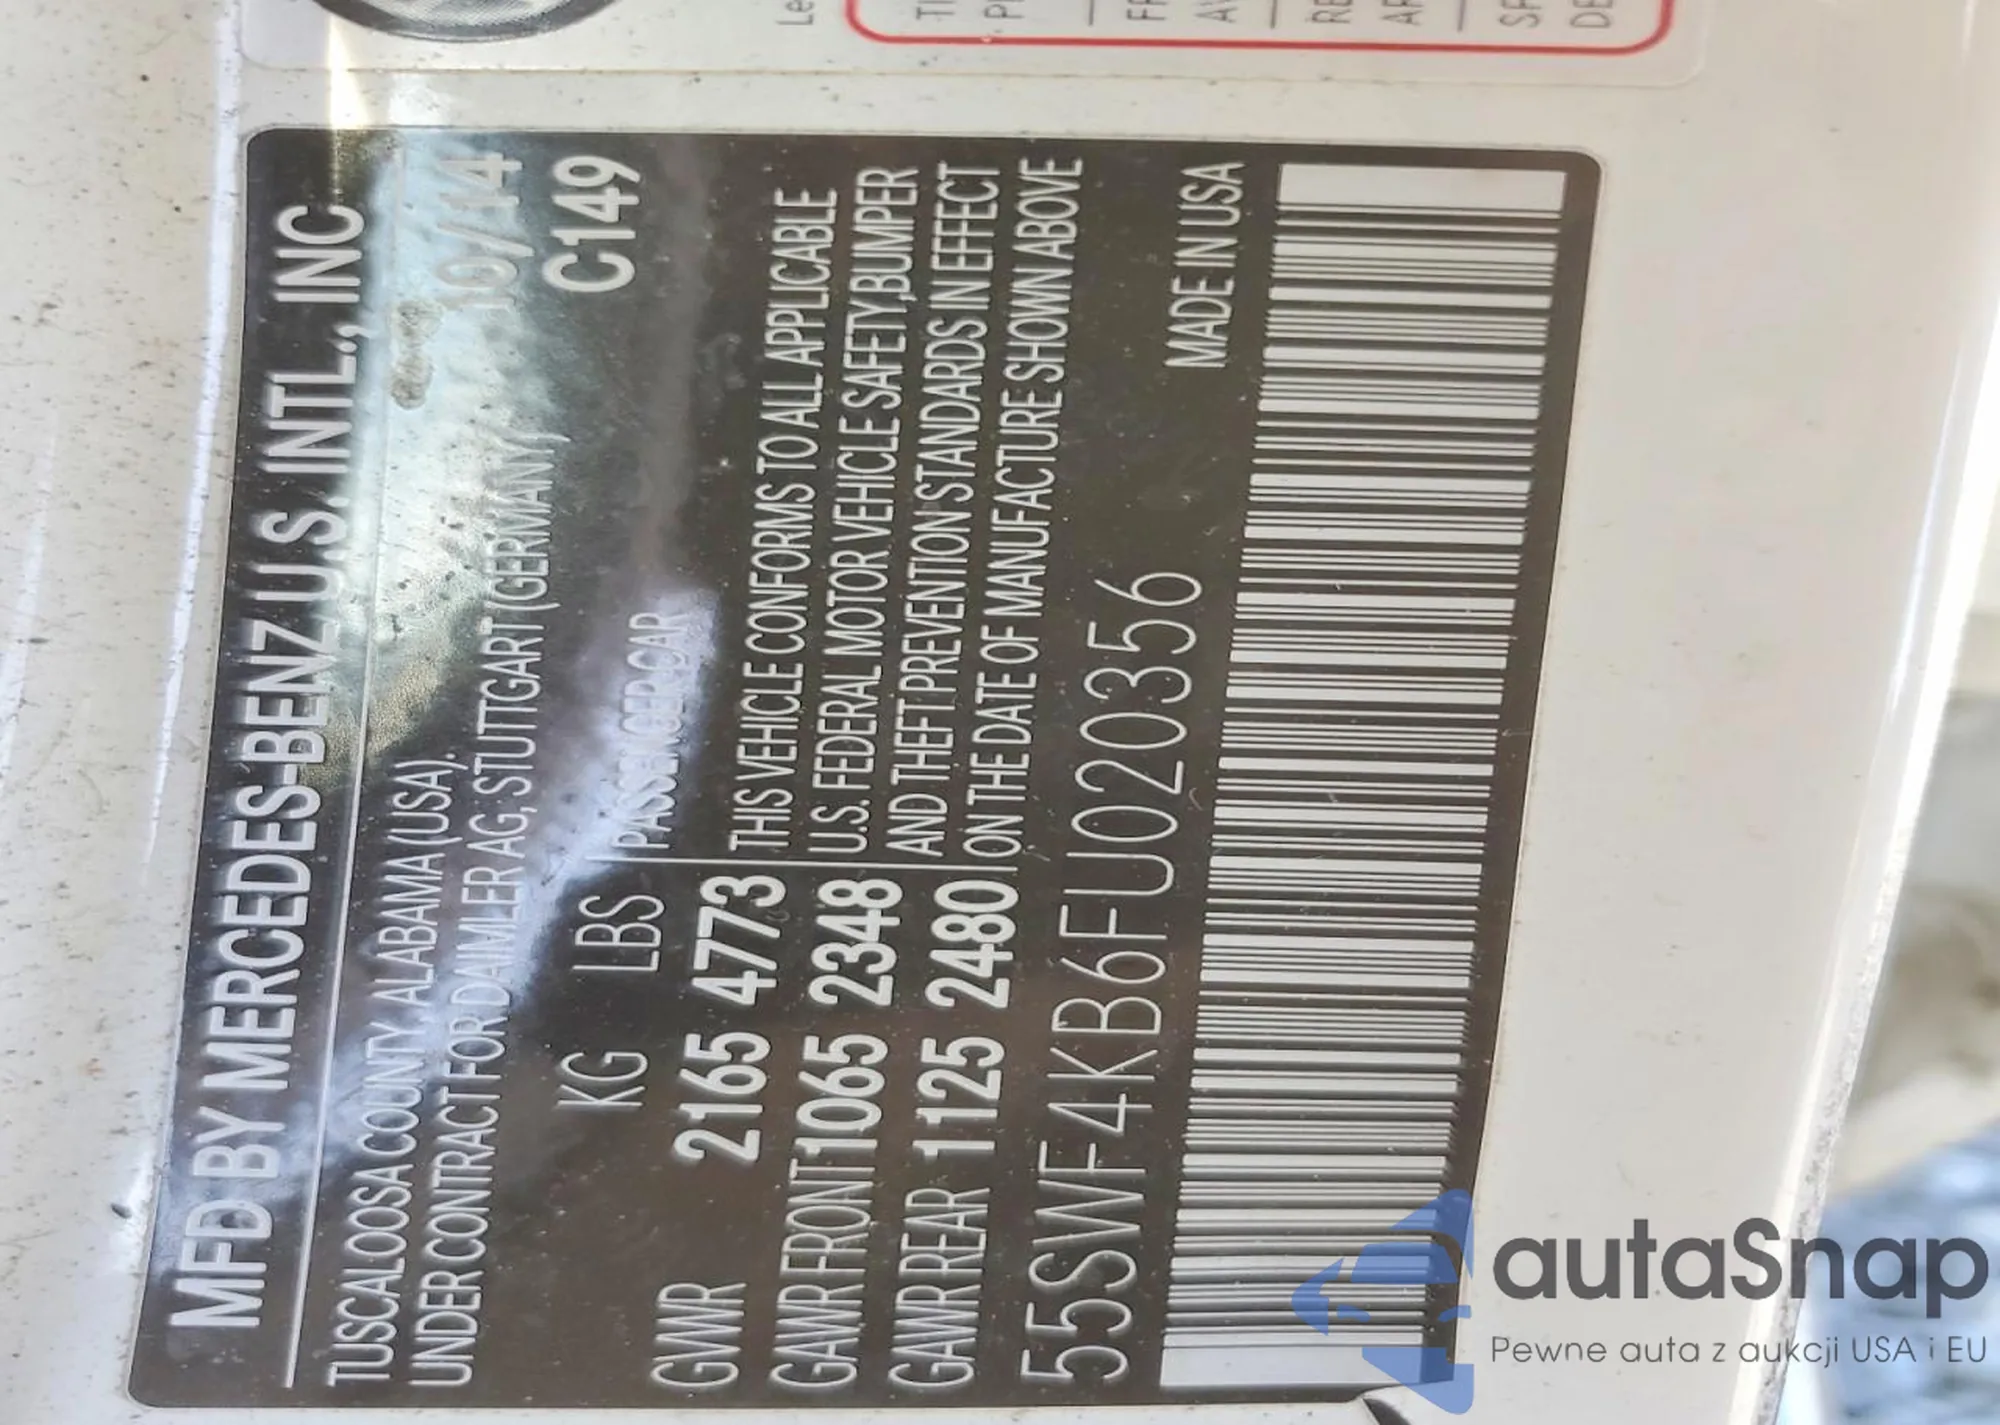 MFD BY MERCEDES-BENZ U.S. INTL., INC
TUSCALOOSA COUNTY, ALABAMA (USA). 10/14
UNDER CONTRACT FOR DAIMLER AG; STUTTGART (GERMANY)
C149
KG LBS PASSENGER CAR
GWWR 2165 4773 THIS VEHICLE CONFORMS TO ALL APPLICABLE
GAWR FRONT 1065 2348 U.S. FEDERAL MOTOR VEHICLE SAFETY,BUMPER
GAWR REAR 1125 2480 AND THEFT PREVENTION STANDARDS IN EFFECT
ON THE DATE OF MANUFACTURE SHOWN ABOVE
55SWF4KB6FU020356
MADE IN USA
autaSnap
Pewne auta z aukcji USA i EU